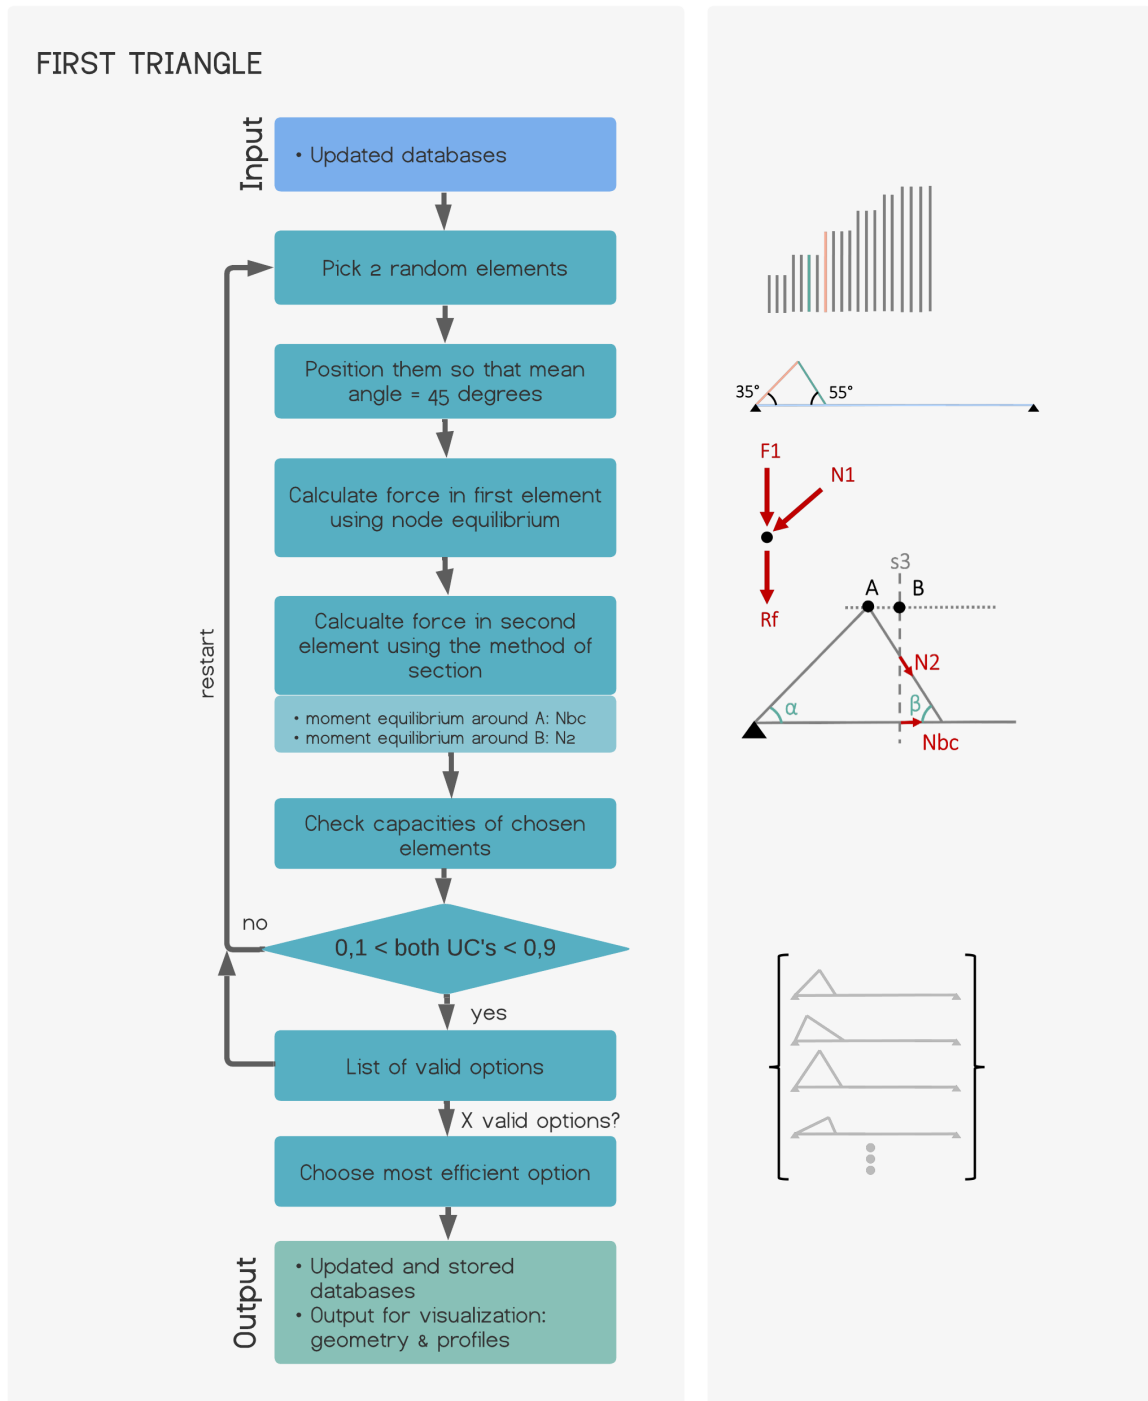 FIRST TRIANGLE
Input
• Updated databases
Pick 2 random elements
Position them so that mean
angle = 45 degrees
Calculate force in first element
using node equilibrium
Calcualte force in second
element using the method of
section
• moment equilibrium around A: Nbc
• moment equilibrium around B: N2
restart
Check capacities of chosen
elements
no
0,1 < both UC's < 0,9
yes
List of valid options
X valid options?
Choose most efficient option
Output
• Updated and stored
databases
• Output for visualization:
geometry & profiles
35°
55°
F1
N1
Rf
s3
A
B
N2
α
β
Nbc